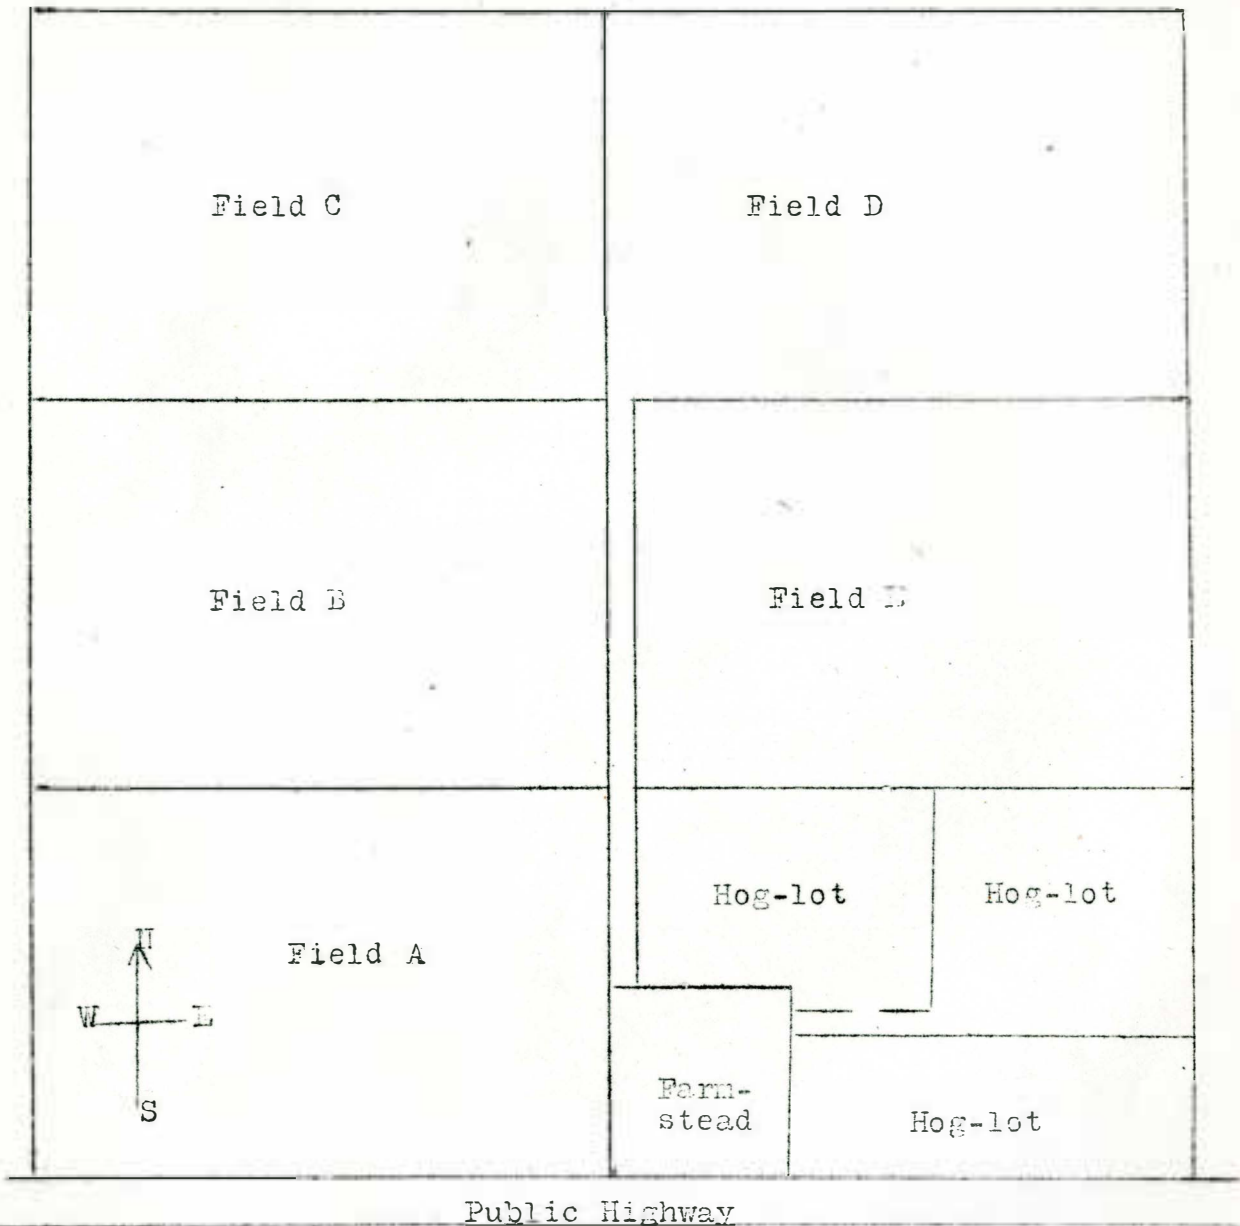 Field C
Field D
Field B
Field E
Hog-lot
Hog-lot
Field A
N
W
E
S
Farm-
stead
Hog-lot
Public Highway